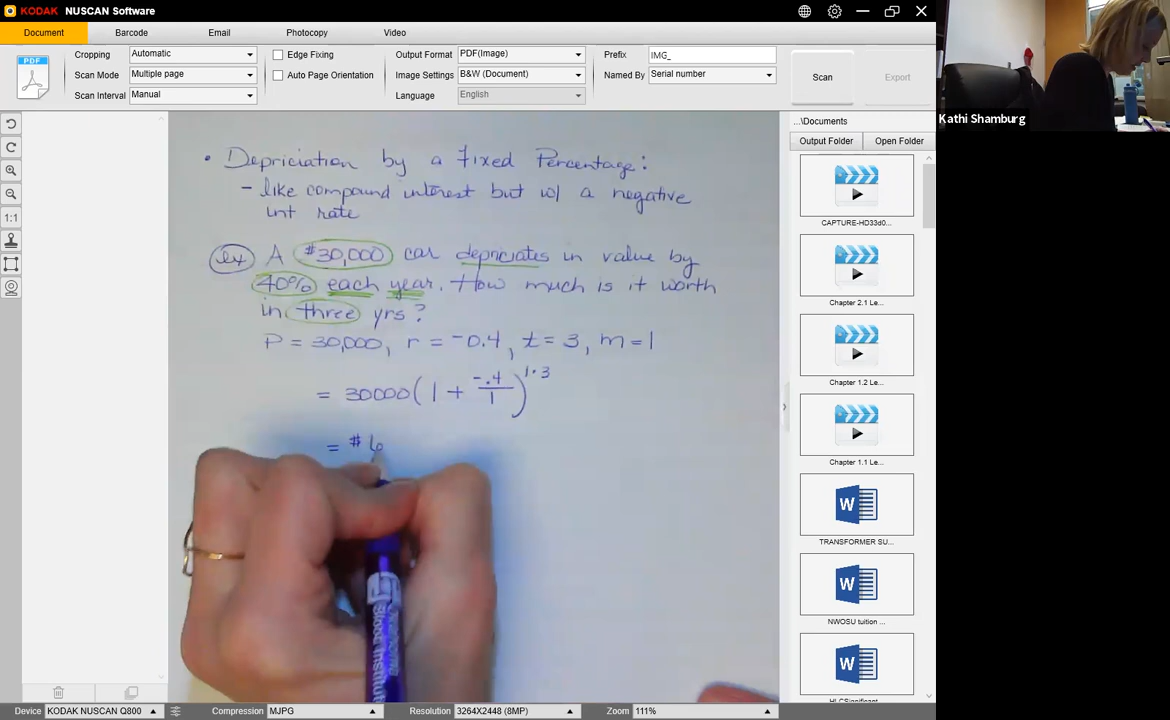 KODAK NUSCAN Software
Document Barcode Email Photocopy Video
PDF
Cropping Automatic
Scan Mode Multiple page
Scan Interval Manual
Edge Fixing
Auto Page Orientation
Output Format PDF(Image)
Image Settings B&W (Document)
Language English
Prefix IMG_
Named By Serial number
Scan
Export
1:1
• Depriciation by a Fixed Percentage:
- like compound interest but w/ a negative
int rate
ex A $30,000 car depriciates in value by
40% each year. How much is it worth
in three yrs?
P = 30,000, r = -0.4, t = 3, m = 1
= 30000(1 + -.4/1)^1·3
= $6
Blood Institut
Kathi Shamburg
...\Documents
Output Folder Open Folder
CAPTURE-HD33d0...
Chapter 2.1 Le...
Chapter 1.2 Le...
Chapter 1.1 Le...
TRANSFORMER SU...
NWOSU tuition ...
HLCSignificant...
Device KODAK NUSCAN Q800 Compression MJPG Resolution 3264X2448 (8MP) Zoom 111%